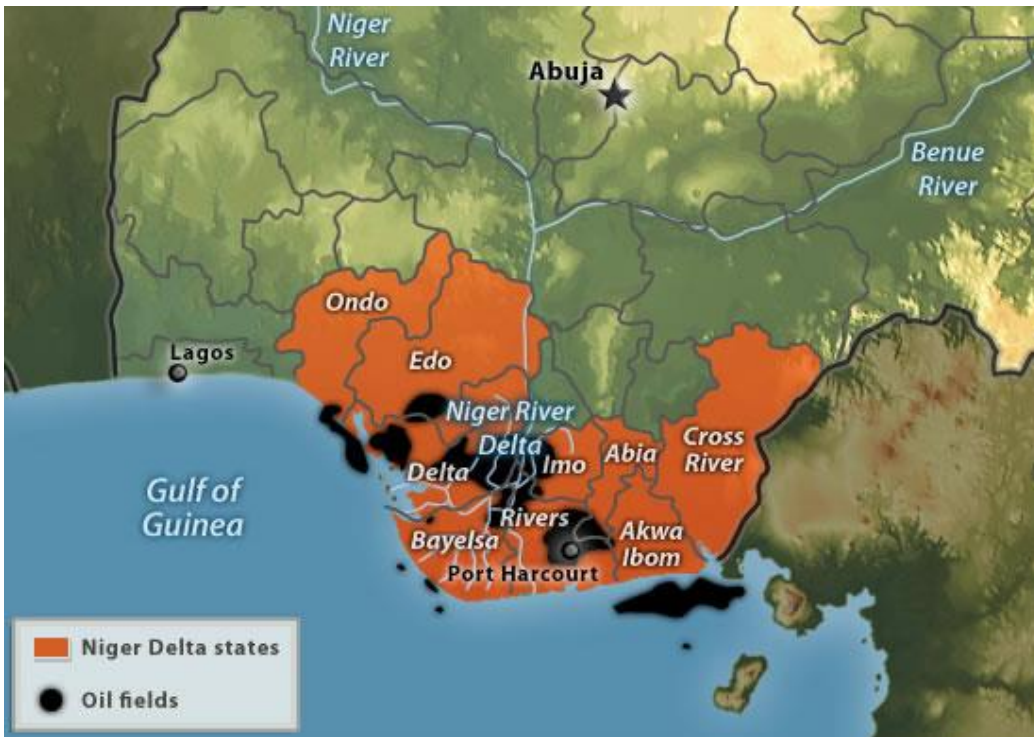 Niger
River
Abuja
Benue
River
Ondo
Lagos
Edo
Niger River
Delta
Cross
River
Abia
Imo
Delta
Gulf of
Guinea
Rivers
Akwa
Ibom
Bayelsa
Port Harcourt
Niger Delta states
Oil fields